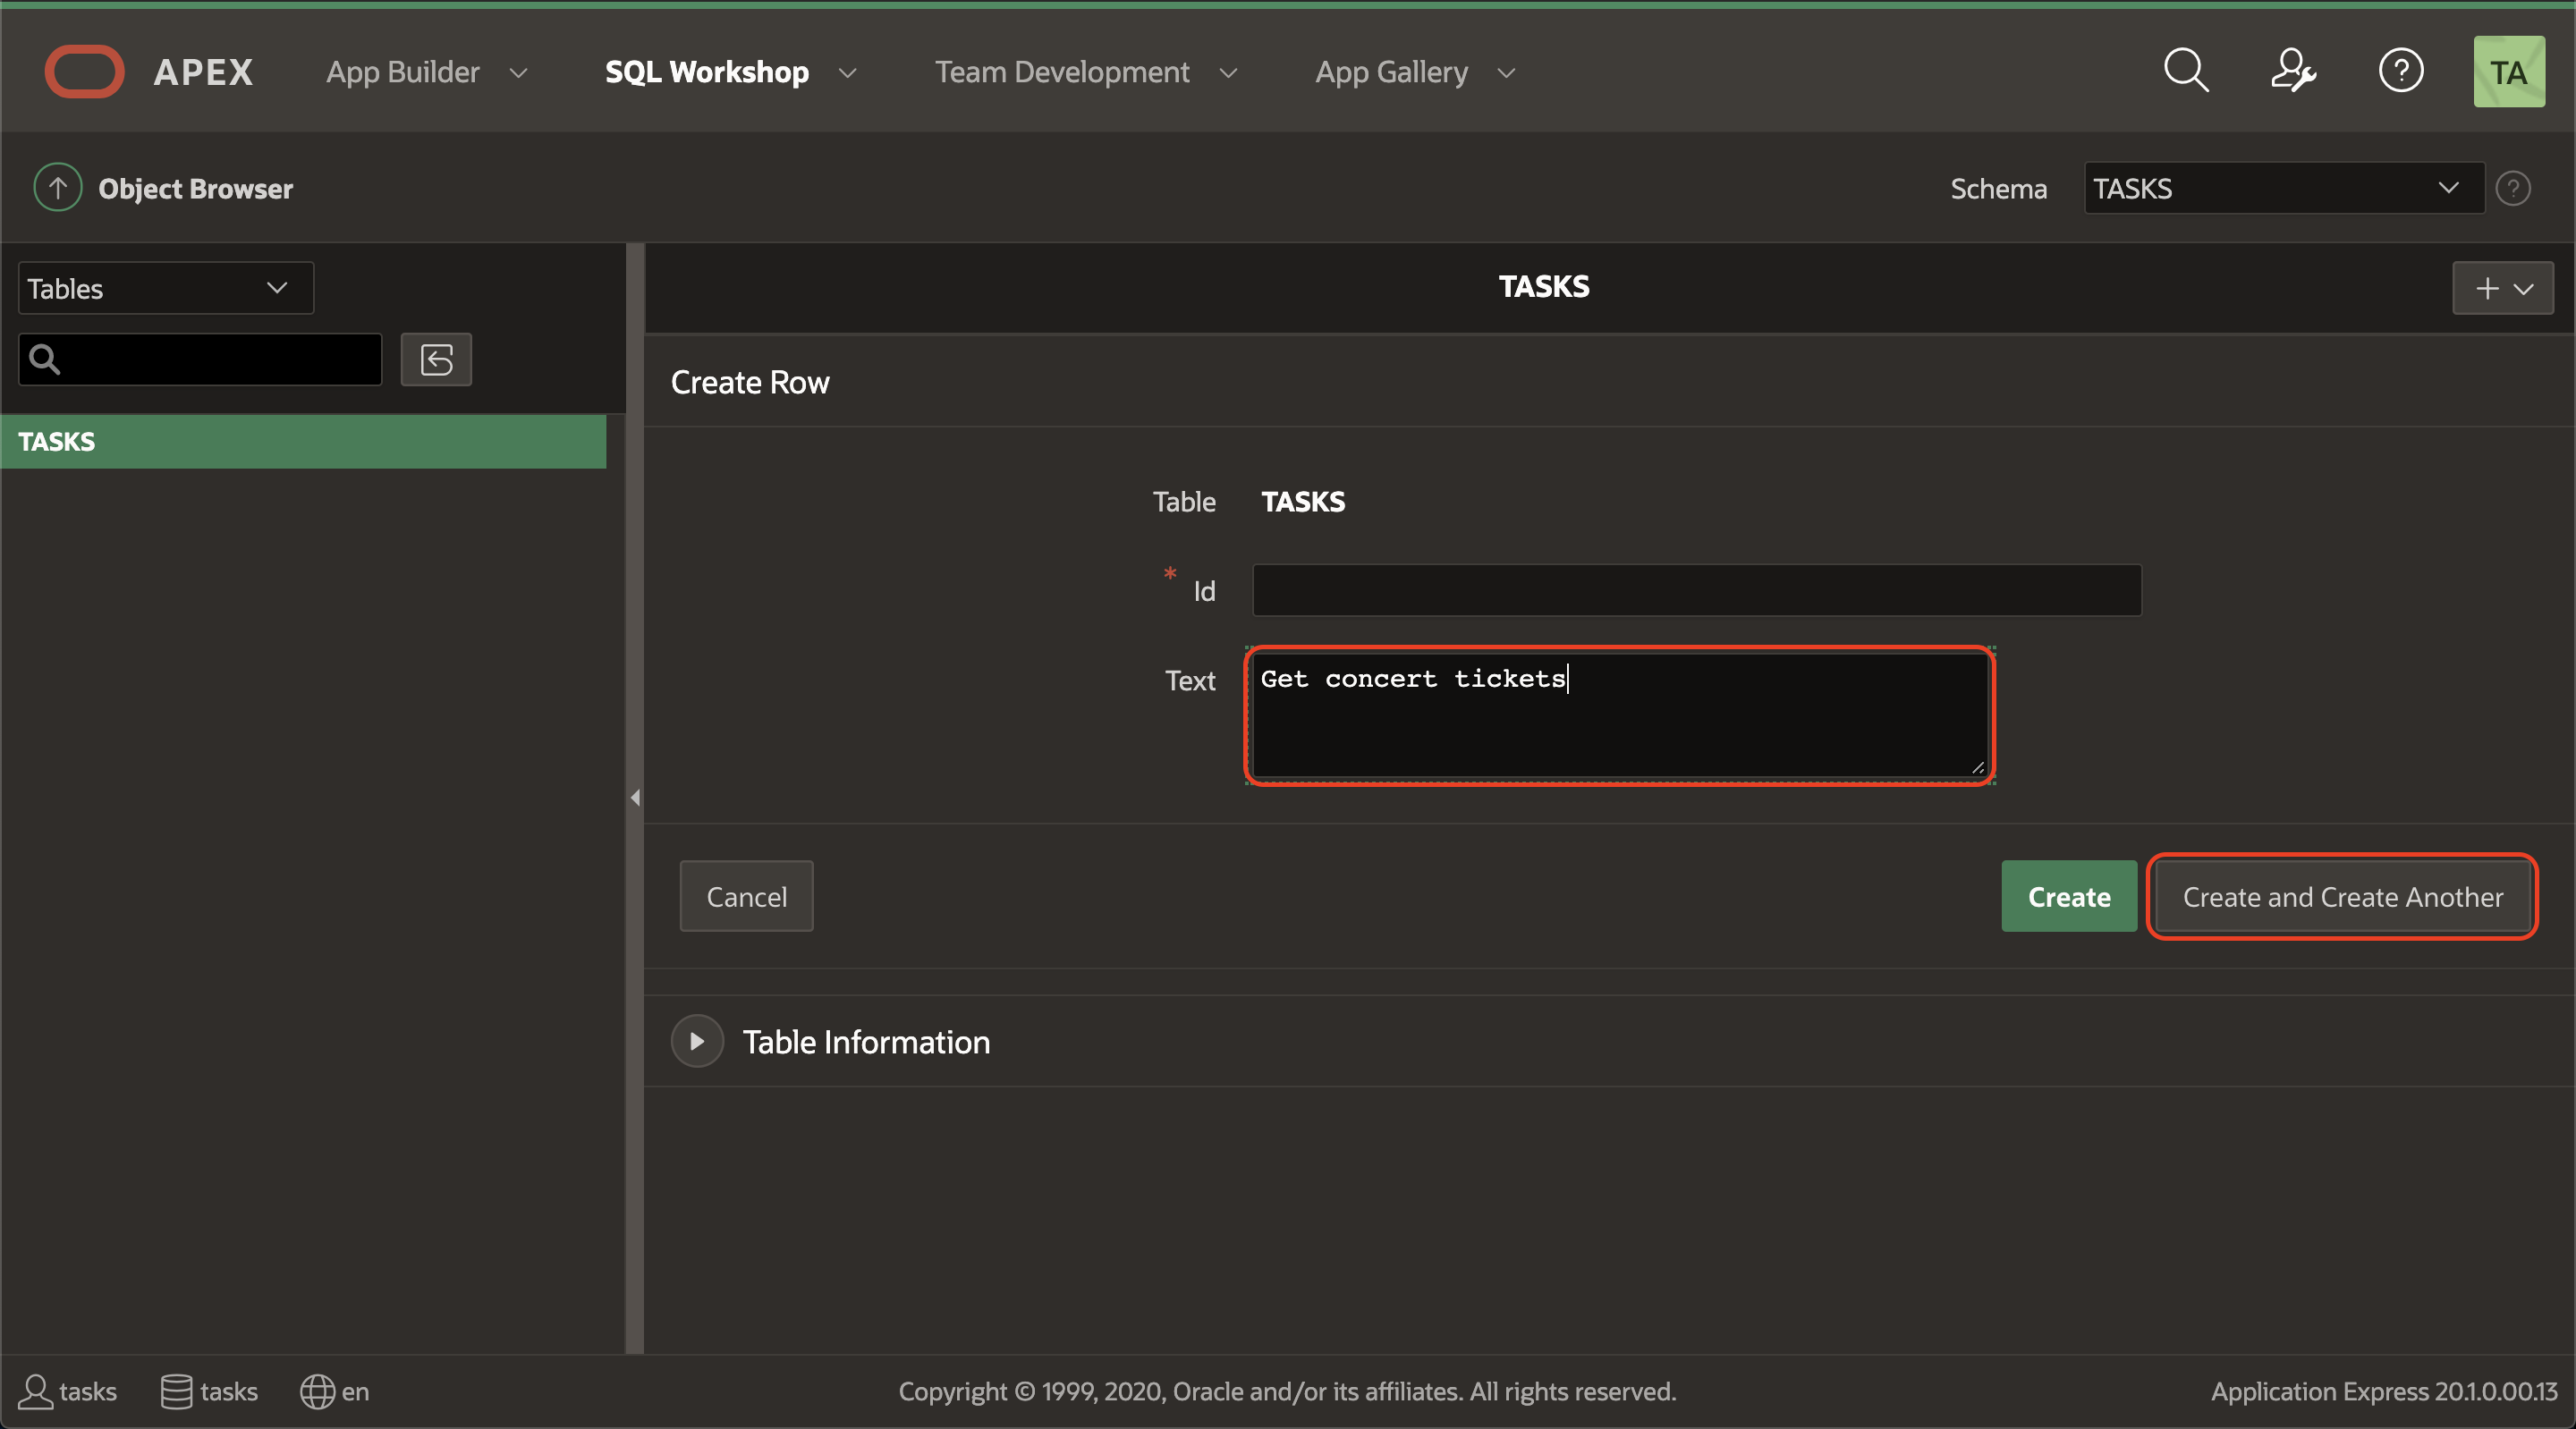 APEX App Builder SQL Workshop Team Development App Gallery TA
Object Browser Schema TASKS
Tables
TASKS
TASKS
Create Row
Table TASKS
* Id
Text Get concert tickets
Cancel Create Create and Create Another
Table Information
tasks tasks en Copyright © 1999, 2020, Oracle and/or its affiliates. All rights reserved. Application Express 20.1.0.00.13